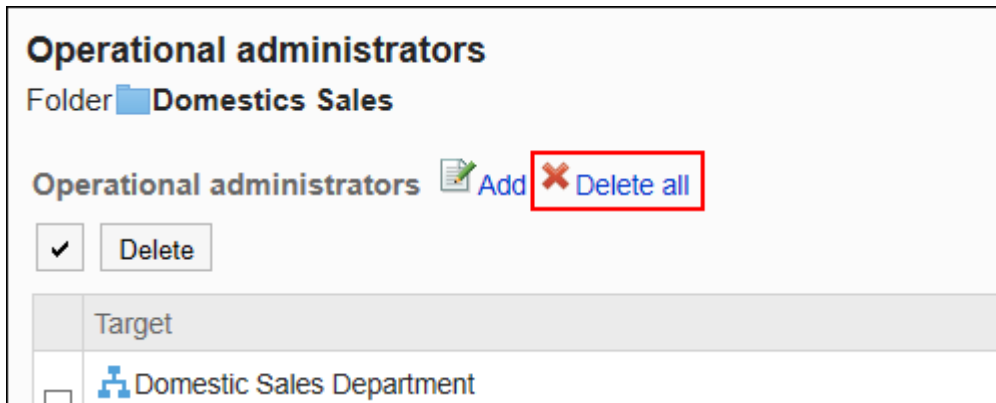 Operational administrators
Folder Domestics Sales
Operational administrators Add Delete all
Delete
Target
Domestic Sales Department